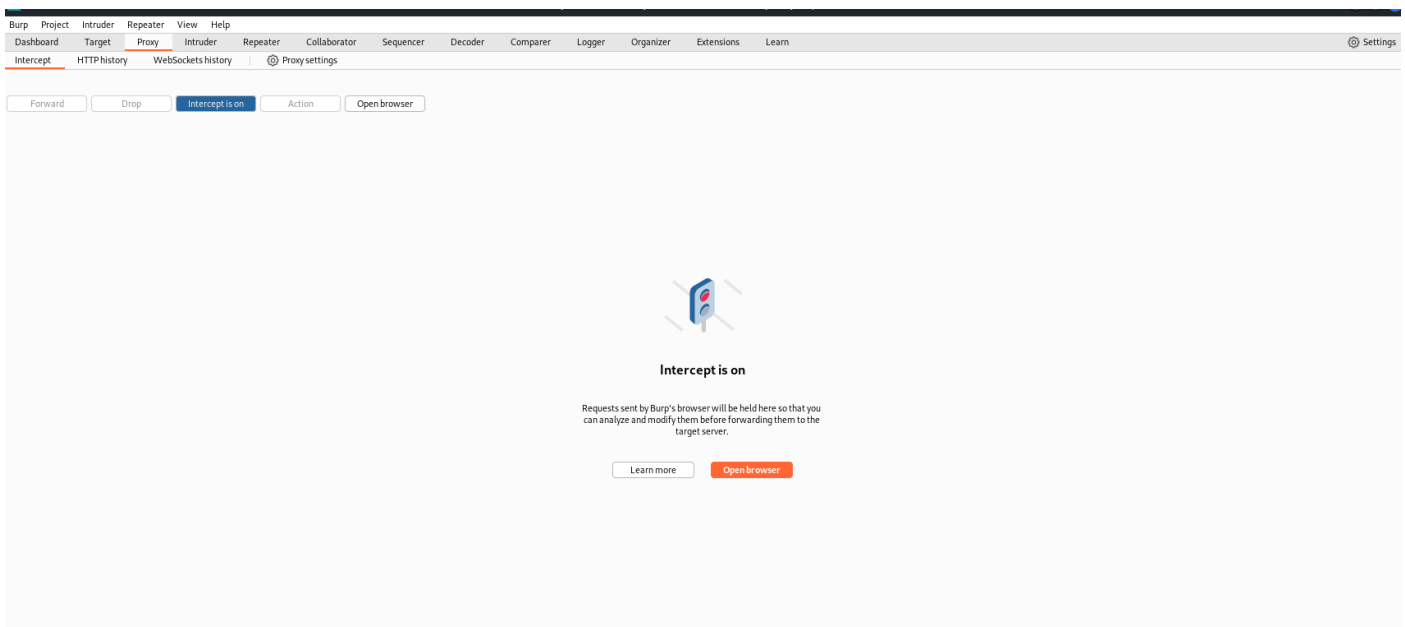 Burp Project Intruder Repeater View Help
Dashboard Target Proxy Intruder Repeater Collaborator Sequencer Decoder Comparer Logger Organizer Extensions Learn Settings
Intercept HTTP history WebSockets history Proxy settings
Forward Drop Intercept is on Action Open browser
Intercept is on
Requests sent by Burp's browser will be held here so that you
can analyze and modify them before forwarding them to the
target server.
Learn more Open browser